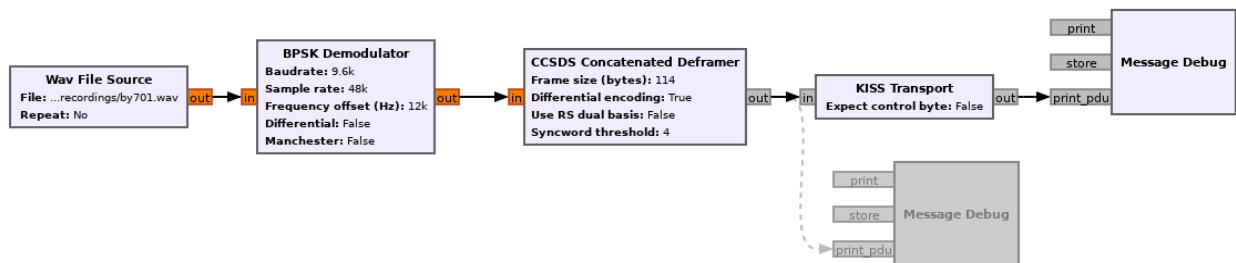 Wav File Source
File: ...recordings/by701.wav
Repeat: No
out
in
BPSK Demodulator
Baudrate: 9.6k
Sample rate: 48k
Frequency offset (Hz): 12k
Differential: False
Manchester: False
out
in
CCSDS Concatenated Deframer
Frame size (bytes): 114
Differential encoding: True
Use RS dual basis: False
Syncword threshold: 4
out
in
KISS Transport
Expect control byte: False
out
print
store
print_pdu
Message Debug
print
store
print_pdu
Message Debug